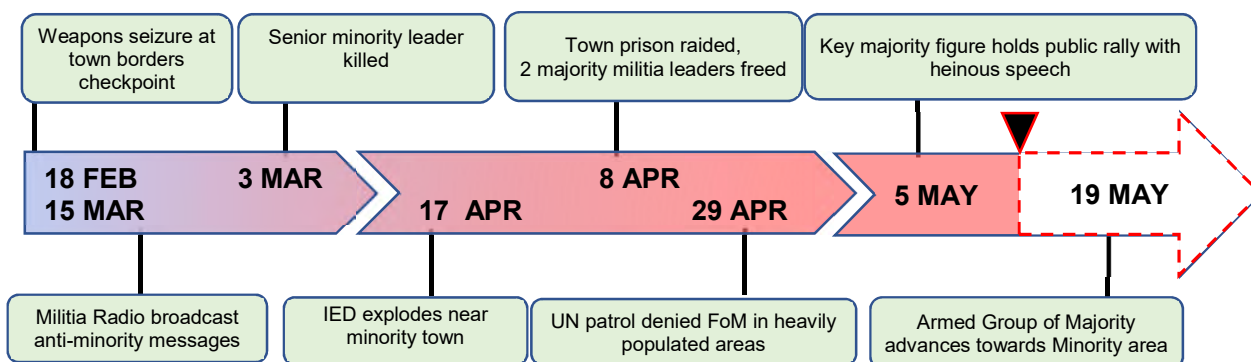 Weapons seizure at
town borders
checkpoint
Senior minority leader
killed
Town prison raided,
2 majority militia leaders freed
Key majority figure holds public rally with
heinous speech
18 FEB
15 MAR
3 MAR
17 APR
8 APR
29 APR
5 MAY
19 MAY
Militia Radio broadcast
anti-minority messages
IED explodes near
minority town
UN patrol denied FoM in heavily
populated areas
Armed Group of Majority
advances towards Minority area